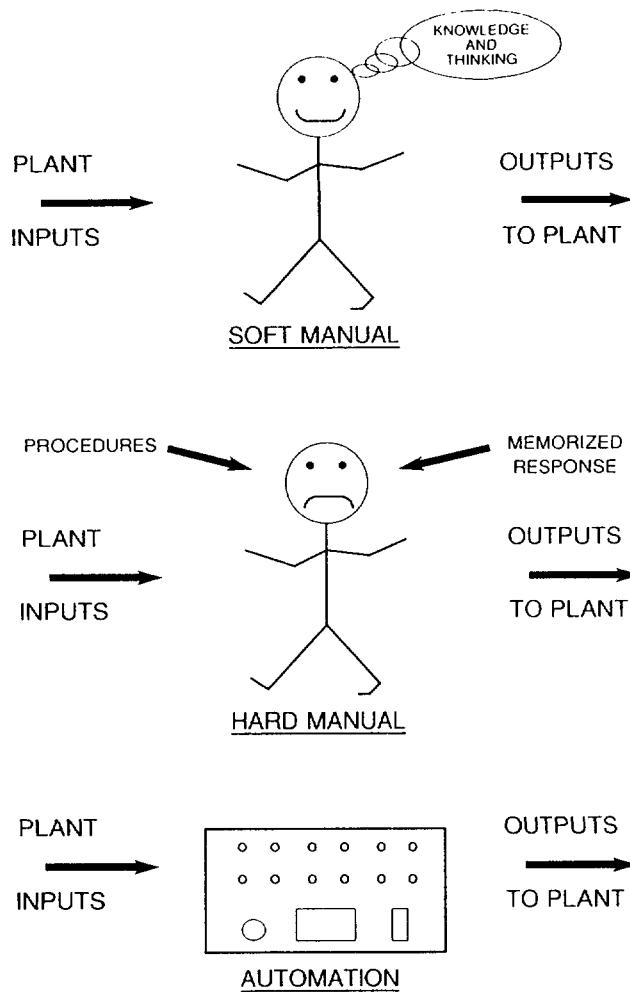 KNOWLEDGE
AND
THINKING
PLANT
INPUTS
OUTPUTS
TO PLANT
SOFT MANUAL
PROCEDURES
MEMORIZED
RESPONSE
PLANT
INPUTS
OUTPUTS
TO PLANT
HARD MANUAL
PLANT
INPUTS
OUTPUTS
TO PLANT
AUTOMATION